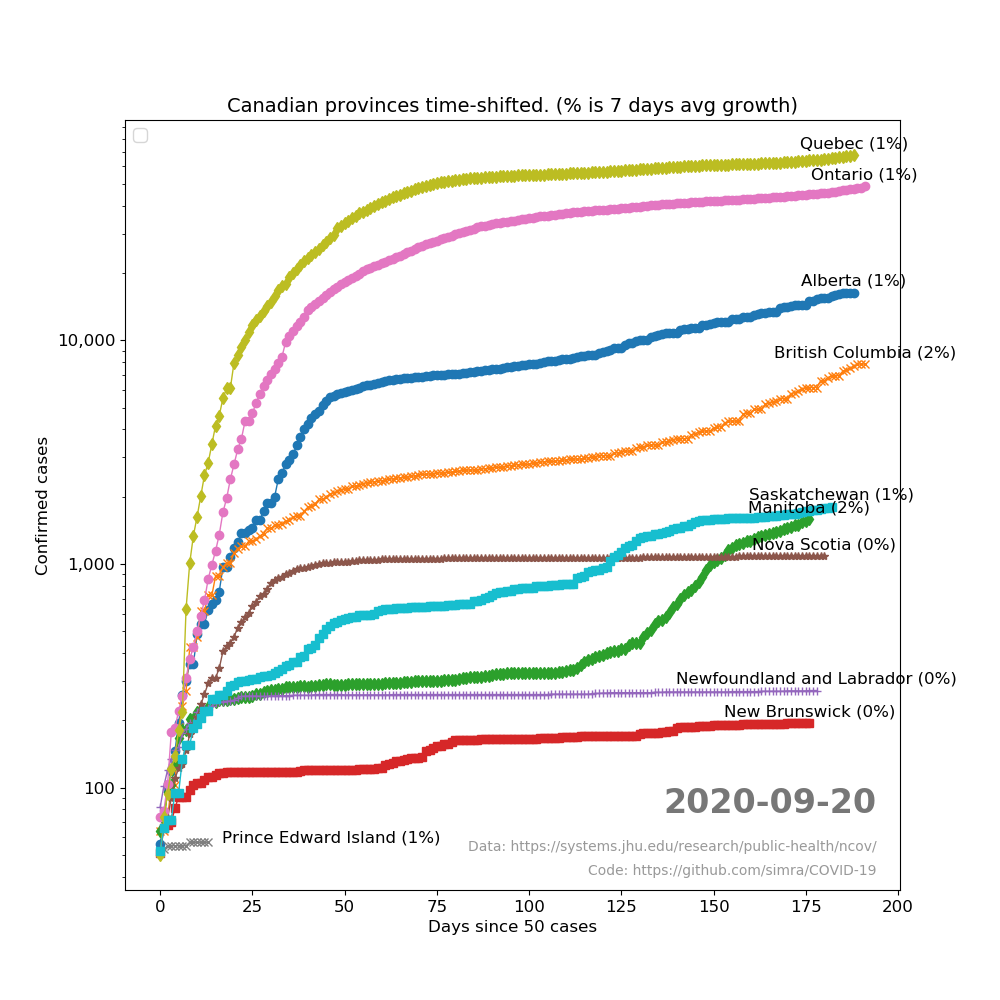 Canadian provinces time-shifted. (% is 7 days avg growth)
Quebec (1%)
Ontario (1%)
Alberta (1%)
10,000
British Columbia (2%)
Saskatchewan (1%)
Manitoba (2%)
Nova Scotia (0%)
1,000
Confirmed cases
Newfoundland and Labrador (0%)
New Brunswick (0%)
100
2020-09-20
Prince Edward Island (1%)
Data: https://systems.jhu.edu/research/public-health/ncov/
Code: https://github.com/simra/COVID-19
0 25 50 75 100 125 150 175 200
Days since 50 cases